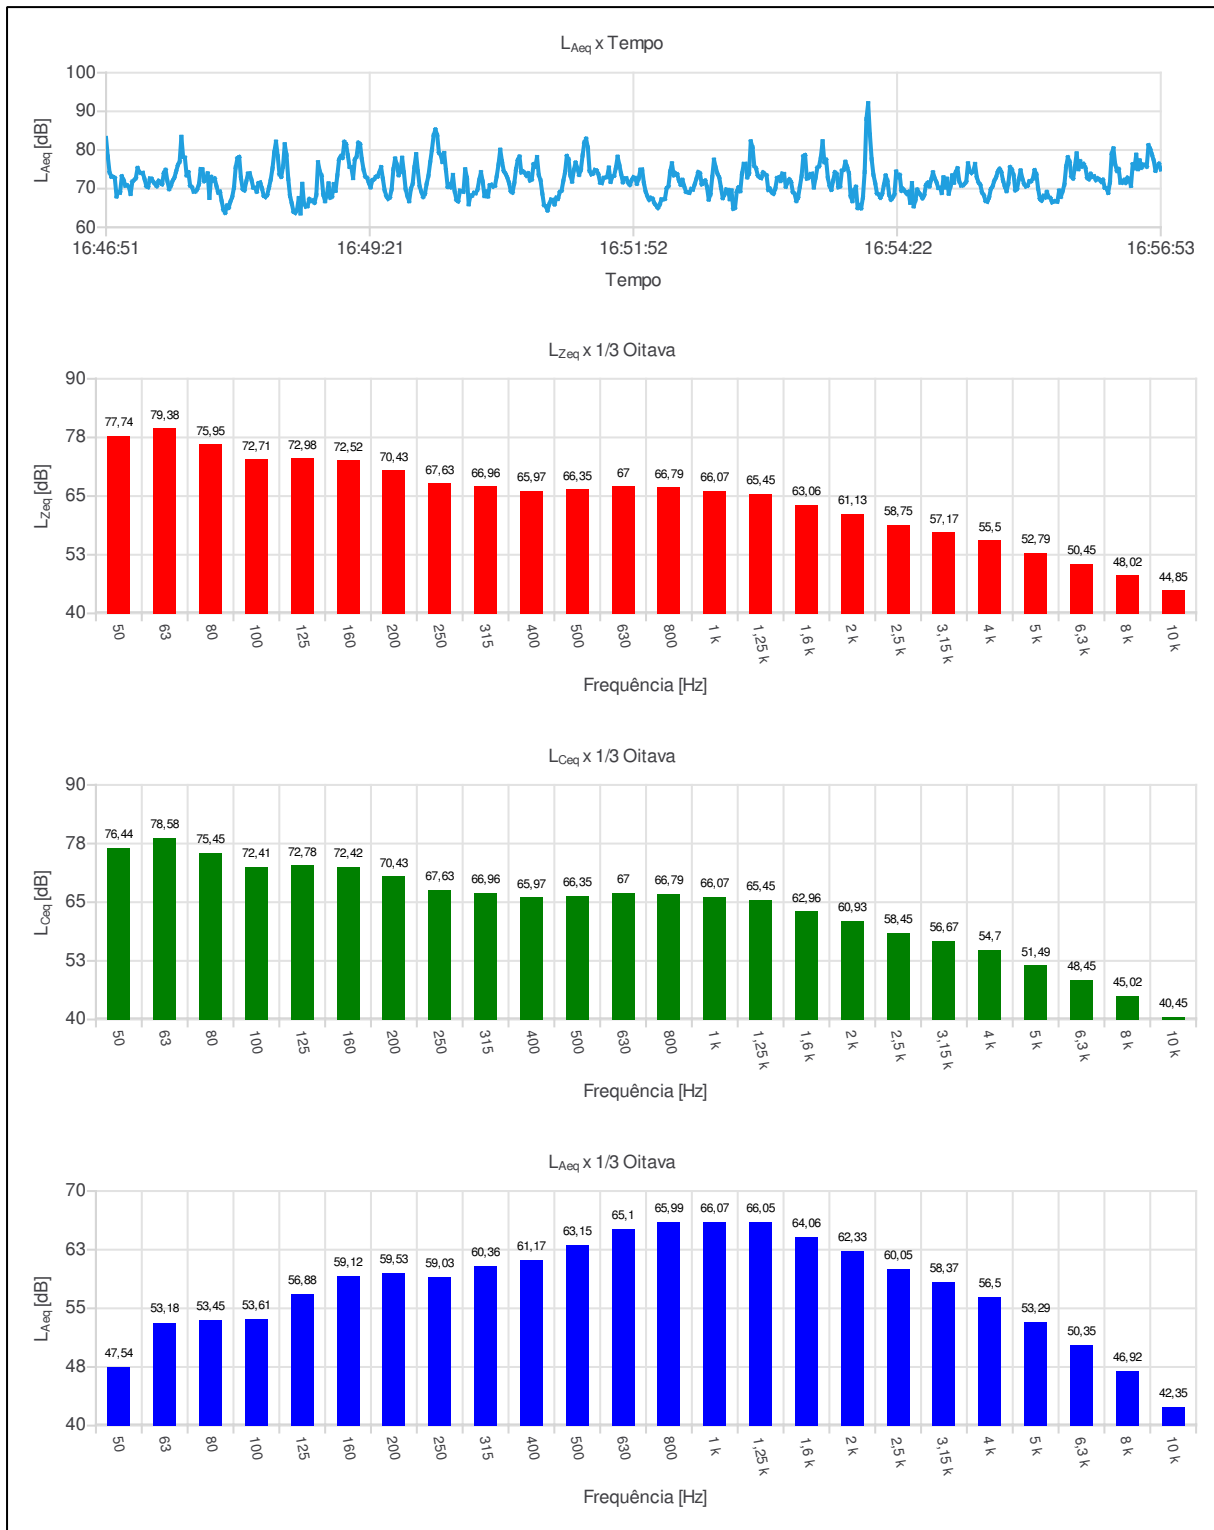 LAeq x Tempo
100
90
80
70
60
LAeq [dB]
16:46:51 16:49:21 16:51:52 16:54:22 16:56:53
Tempo
LZeq x 1/3 Oitava
90
78
65
53
40
LZeq [dB]
77,74 79,38 75,95 72,71 72,98 72,52 70,43 67,63 66,96 65,97 66,35 67 66,79 66,07 65,45 63,06 61,13 58,75 57,17 55,5 52,79 50,45 48,02 44,85
50 63 80 100 125 160 200 250 315 400 500 630 800 1 k 1,25 k 1,6 k 2 k 2,5 k 3,15 k 4 k 5 k 6,3 k 8 k 10 k
Frequência [Hz]
LCeq x 1/3 Oitava
90
78
65
53
40
LCeq [dB]
76,44 78,58 75,45 72,41 72,78 72,42 70,43 67,63 66,96 65,97 66,35 67 66,79 66,07 65,45 62,96 60,93 58,45 56,67 54,7 51,49 48,45 45,02 40,45
50 63 80 100 125 160 200 250 315 400 500 630 800 1 k 1,25 k 1,6 k 2 k 2,5 k 3,15 k 4 k 5 k 6,3 k 8 k 10 k
Frequência [Hz]
LAeq x 1/3 Oitava
70
63
55
48
40
LAeq [dB]
47,54 53,18 53,45 53,61 56,88 59,12 59,53 59,03 60,36 61,17 63,15 65,1 65,99 66,07 66,05 64,06 62,33 60,05 58,37 56,5 53,29 50,35 46,92 42,35
50 63 80 100 125 160 200 250 315 400 500 630 800 1 k 1,25 k 1,6 k 2 k 2,5 k 3,15 k 4 k 5 k 6,3 k 8 k 10 k
Frequência [Hz]